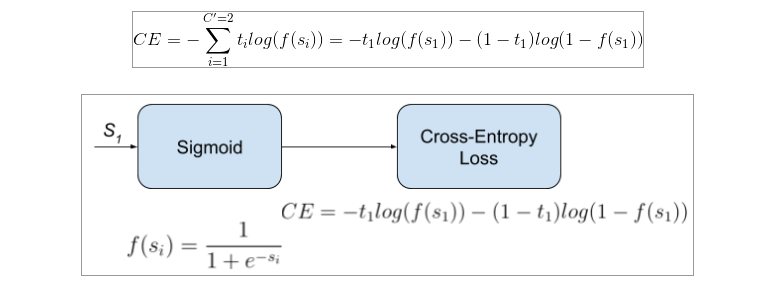 CE = -\sum_{i=1}^{C'=2} t_i log(f(s_i)) = -t_1 log(f(s_1)) - (1 - t_1) log(1 - f(s_1))
S_1 Sigmoid Cross-Entropy Loss
CE = -t_1 log(f(s_1)) - (1 - t_1) log(1 - f(s_1))
f(s_i) = \frac{1}{1 + e^{-s_i}}